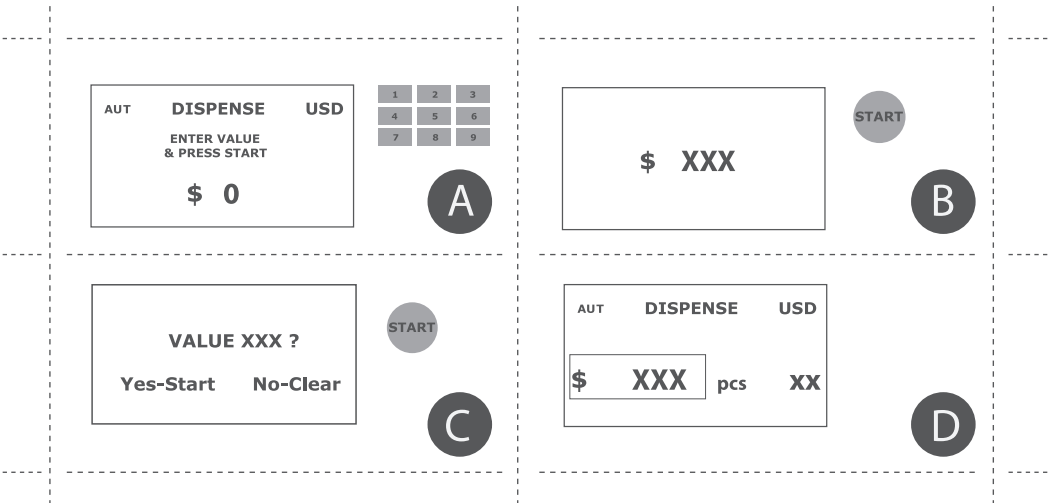 AUT DISPENSE USD
ENTER VALUE
& PRESS START
$ 0
1 2 3
4 5 6
7 8 9
A
$ XXX
START
B
VALUE XXX ?
Yes-Start No-Clear
START
C
AUT DISPENSE USD
$ XXX pcs XX
D